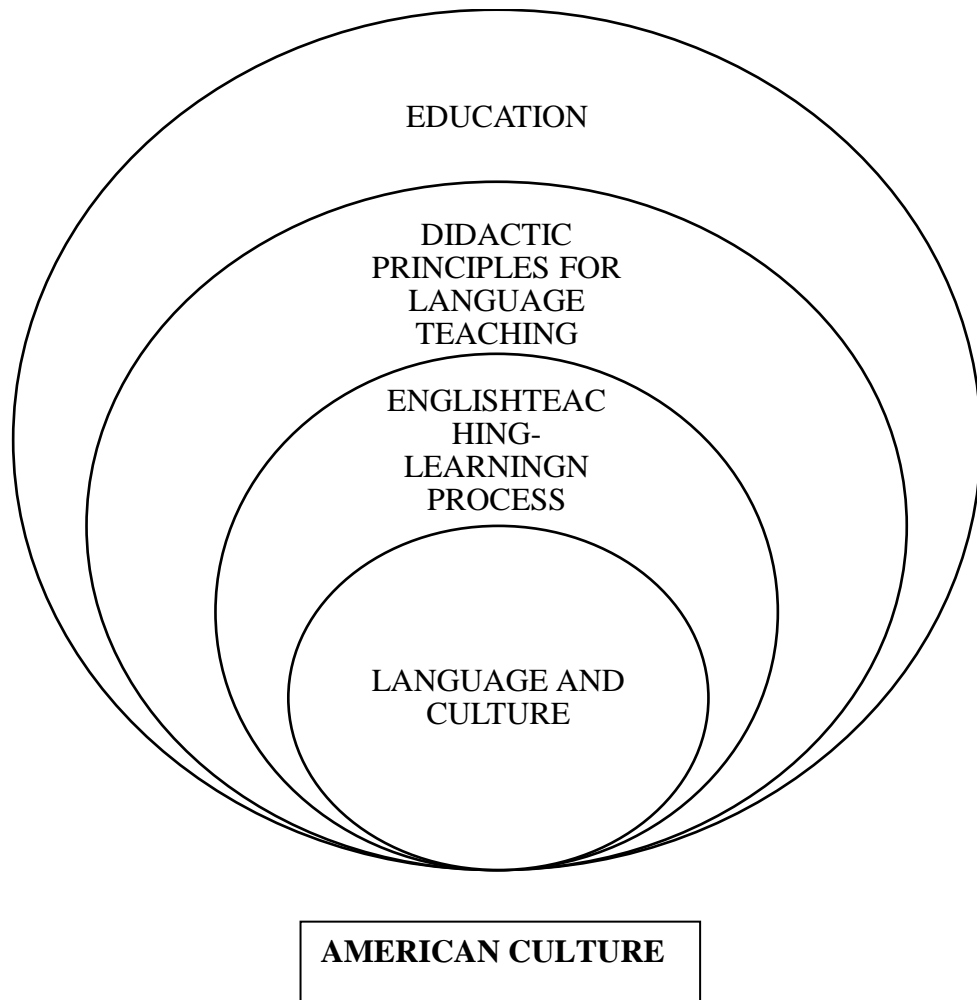 EDUCATION
DIDACTIC
PRINCIPLES FOR
LANGUAGE
TEACHING
ENGLISHTEAC
HING-
LEARNINGN
PROCESS
LANGUAGE AND
CULTURE
AMERICAN CULTURE